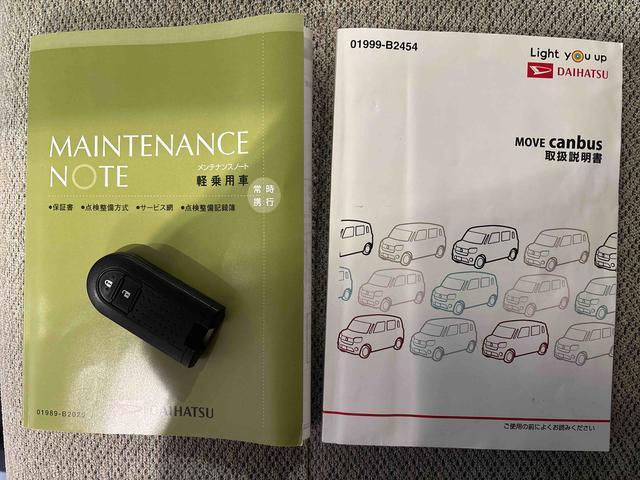 MAINTENANCE
NOTE
メンテナンスノート
軽乗用車
常時
携行
●保証書 ●点検整備方式 ●サービス網 ●点検整備記録簿
DAIHATSU
01999-B2454
Light you up
DAIHATSU
MOVE canbus
取扱説明書
ご使用の前によくお読みください